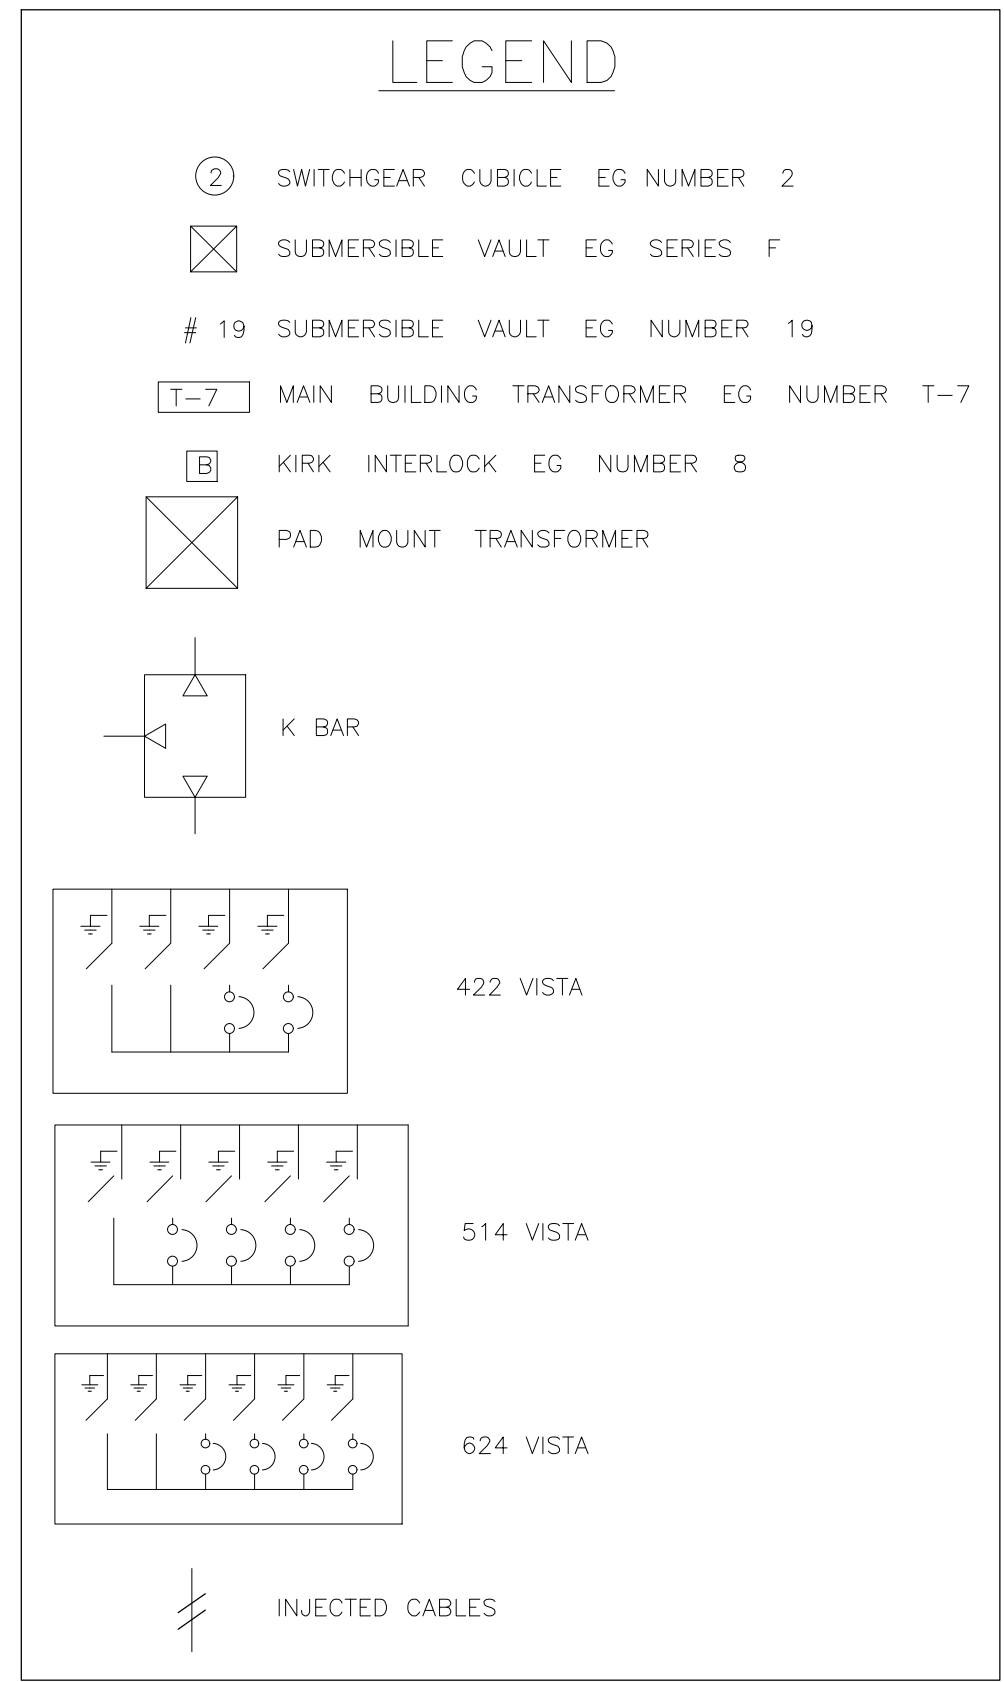 LEGEND
2 SWITCHGEAR CUBICLE EG NUMBER 2
SUBMERSIBLE VAULT EG SERIES F
# 19 SUBMERSIBLE VAULT EG NUMBER 19
T-7 MAIN BUILDING TRANSFORMER EG NUMBER T-7
B KIRK INTERLOCK EG NUMBER 8
PAD MOUNT TRANSFORMER
K BAR
422 VISTA
514 VISTA
624 VISTA
INJECTED CABLES